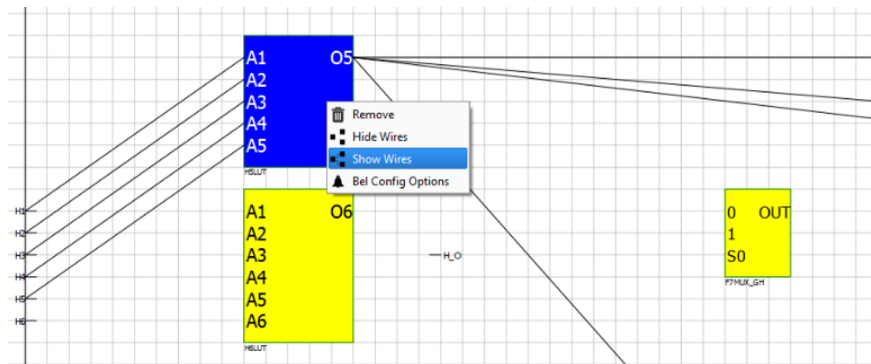 A1 O5
A2
A3
A4
A5
H5LUT
Remove
Hide Wires
Show Wires
Bel Config Options
H1
H2
H3
H4
H5
H6
A1 O6
A2
A3
A4
A5
A6
H6LUT
H_O
0 OUT
1
S0
F7MUX_GH